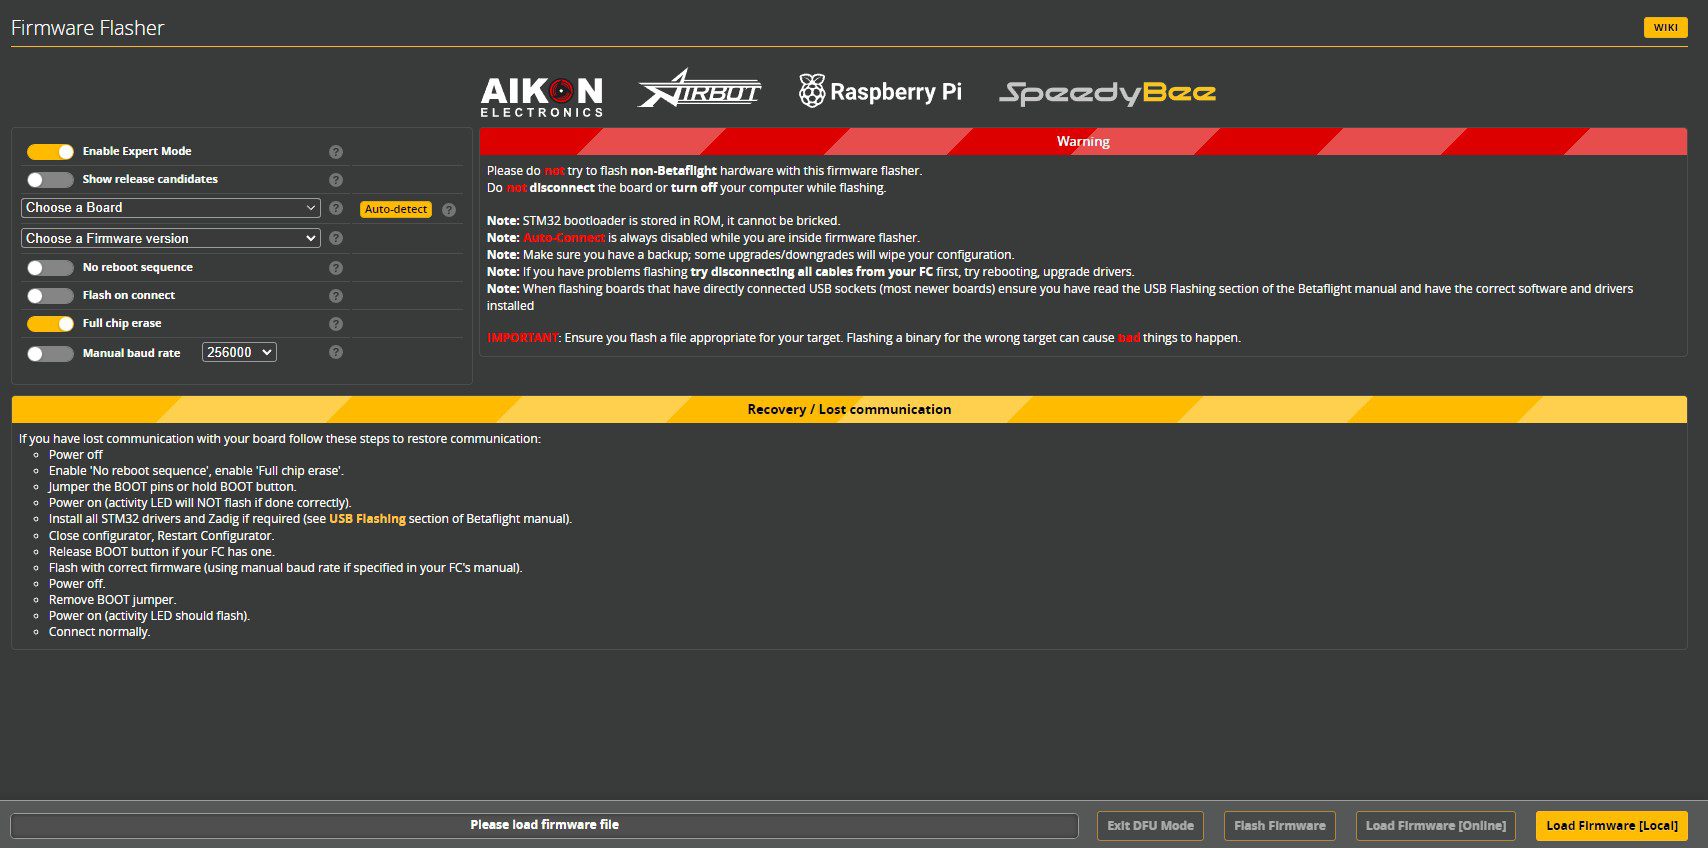 Firmware Flasher
WIKI
AIKON
ELECTRONICS
AIRBOT
Raspberry Pi
SpeedyBee
Enable Expert Mode
Show release candidates
Choose a Board
Auto-detect
Choose a Firmware version
No reboot sequence
Flash on connect
Full chip erase
Manual baud rate 256000
Warning
Please do not try to flash non-Betaflight hardware with this firmware flasher.
Do not disconnect the board or turn off your computer while flashing.
Note: STM32 bootloader is stored in ROM, it cannot be bricked.
Note: Auto-Connect is always disabled while you are inside firmware flasher.
Note: Make sure you have a backup; some upgrades/downgrades will wipe your configuration.
Note: If you have problems flashing try disconnecting all cables from your FC first, try rebooting, upgrade drivers.
Note: When flashing boards that have directly connected USB sockets (most newer boards) ensure you have read the USB Flashing section of the Betaflight manual and have the correct software and drivers
installed
IMPORTANT: Ensure you flash a file appropriate for your target. Flashing a binary for the wrong target can cause bad things to happen.
Recovery / Lost communication
If you have lost communication with your board follow these steps to restore communication:
Power off
Enable 'No reboot sequence', enable 'Full chip erase'.
Jumper the BOOT pins or hold BOOT button.
Power on (activity LED will NOT flash if done correctly).
Install all STM32 drivers and Zadig if required (see USB Flashing section of Betaflight manual).
Close configurator, Restart Configurator.
Release BOOT button if your FC has one.
Flash with correct firmware (using manual baud rate if specified in your FC's manual).
Power off.
Remove BOOT jumper.
Power on (activity LED should flash).
Connect normally.
Please load firmware file
Exit DFU Mode
Flash Firmware
Load Firmware [Online]
Load Firmware [Local]